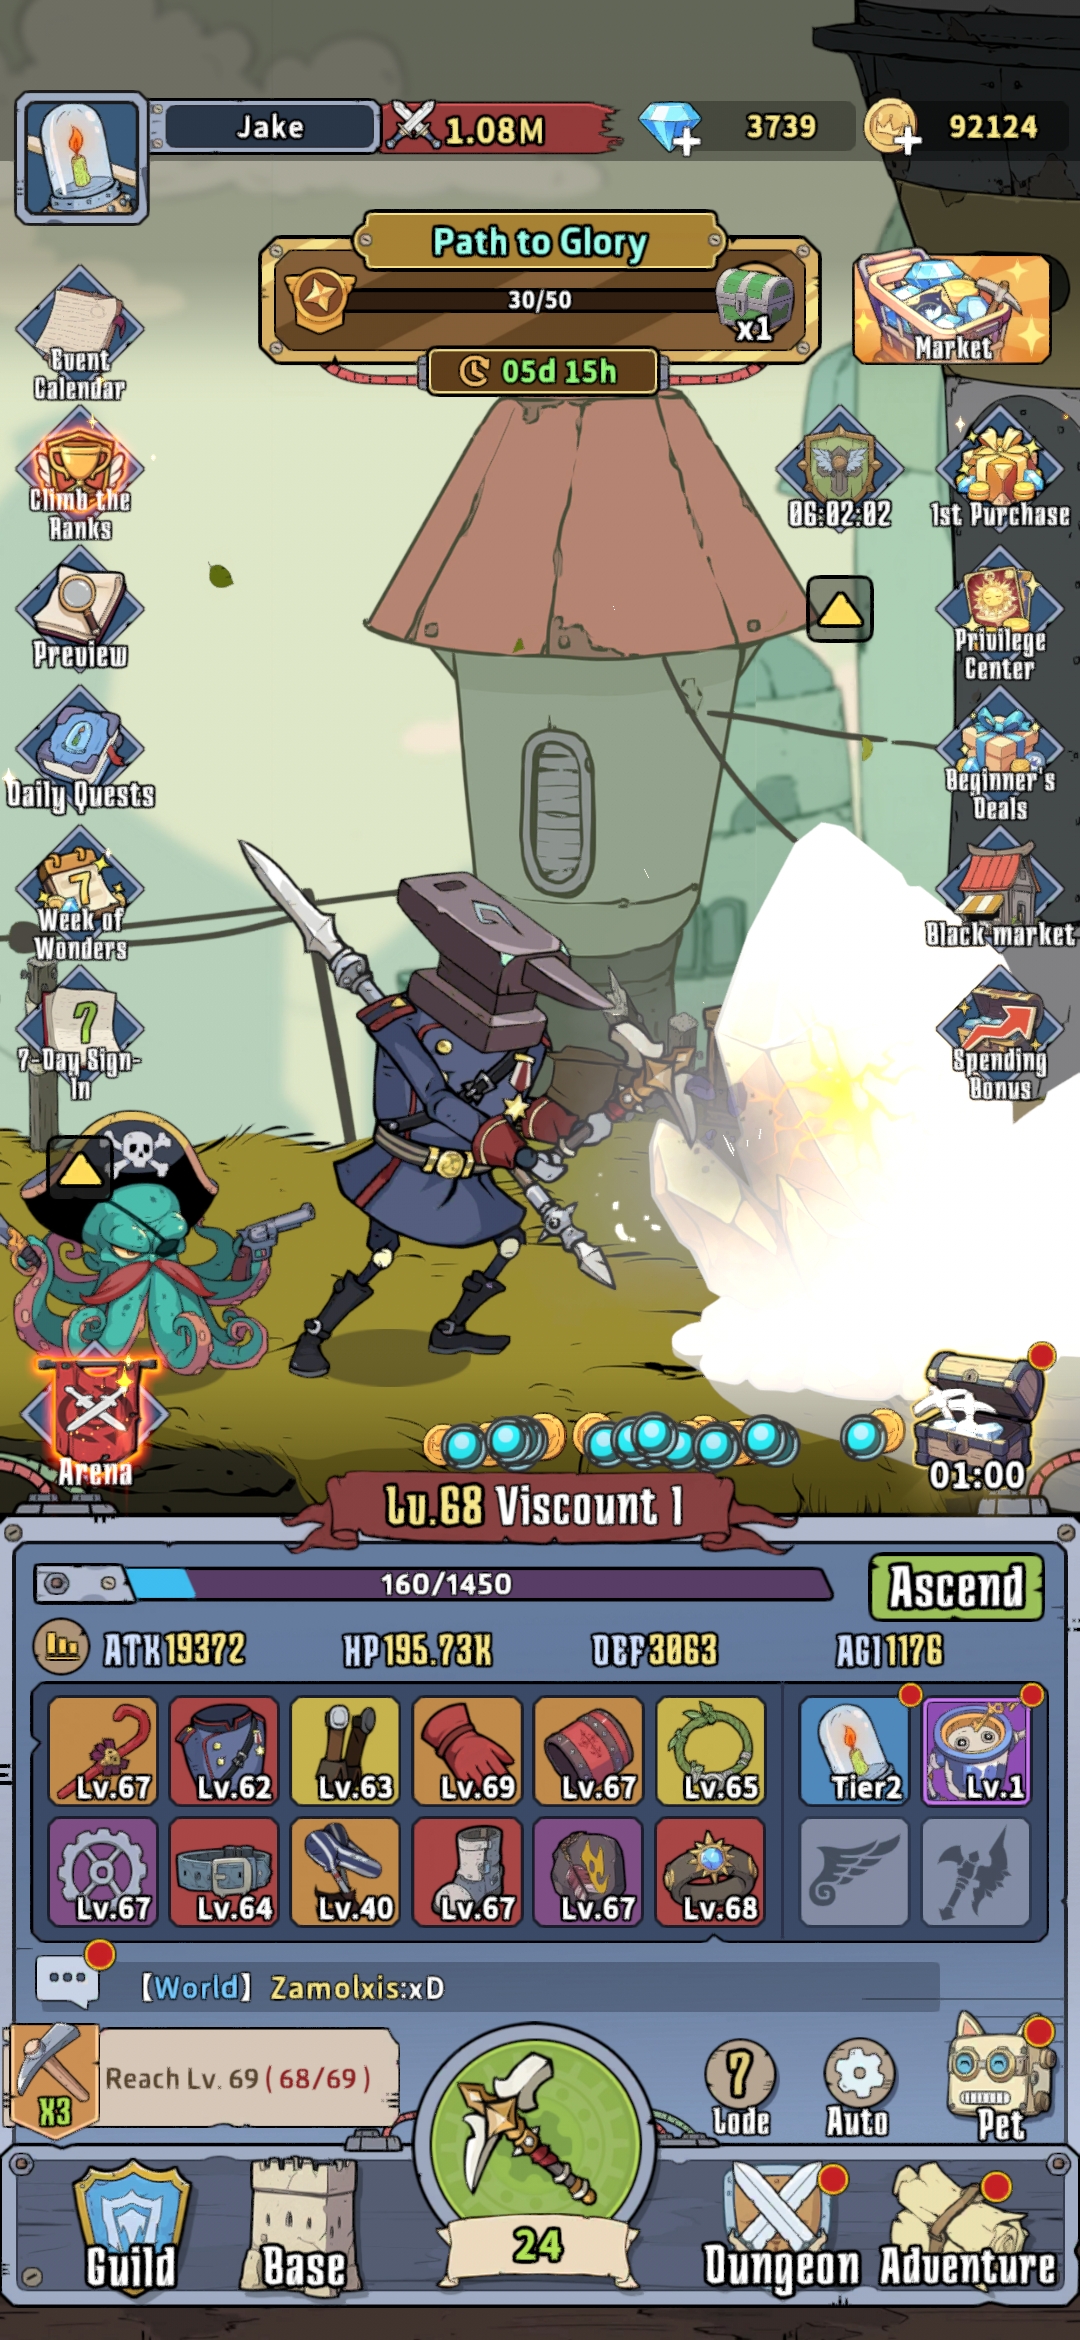 Jake
1.08M
3739
92124
Path to Glory
30/50
x1
05d 15h
Market
Event
Calendar
Climb the
Ranks
Preview
Daily Quests
7
Week of
Wonders
7
7-Day Sign-
In
06:02:02
1st Purchase
Privilege
Center
Beginner's
Deals
Black market
Spending
Bonus
Arena
01:00
Lv.68 Viscount 1
160/1450
Ascend
ATK19372
HP195.73K
DEF3063
AGI1176
Lv.67
Lv.62
Lv.63
Lv.69
Lv.67
Lv.65
Tier2
Lv.1
Lv.67
Lv.64
Lv.40
Lv.67
Lv.67
Lv.68
【World】 Zamolxis:xD
X3
Reach Lv. 69 ( 68/69 )
7
Lode
Auto
Pet
Guild
Base
24
Dungeon
Adventure